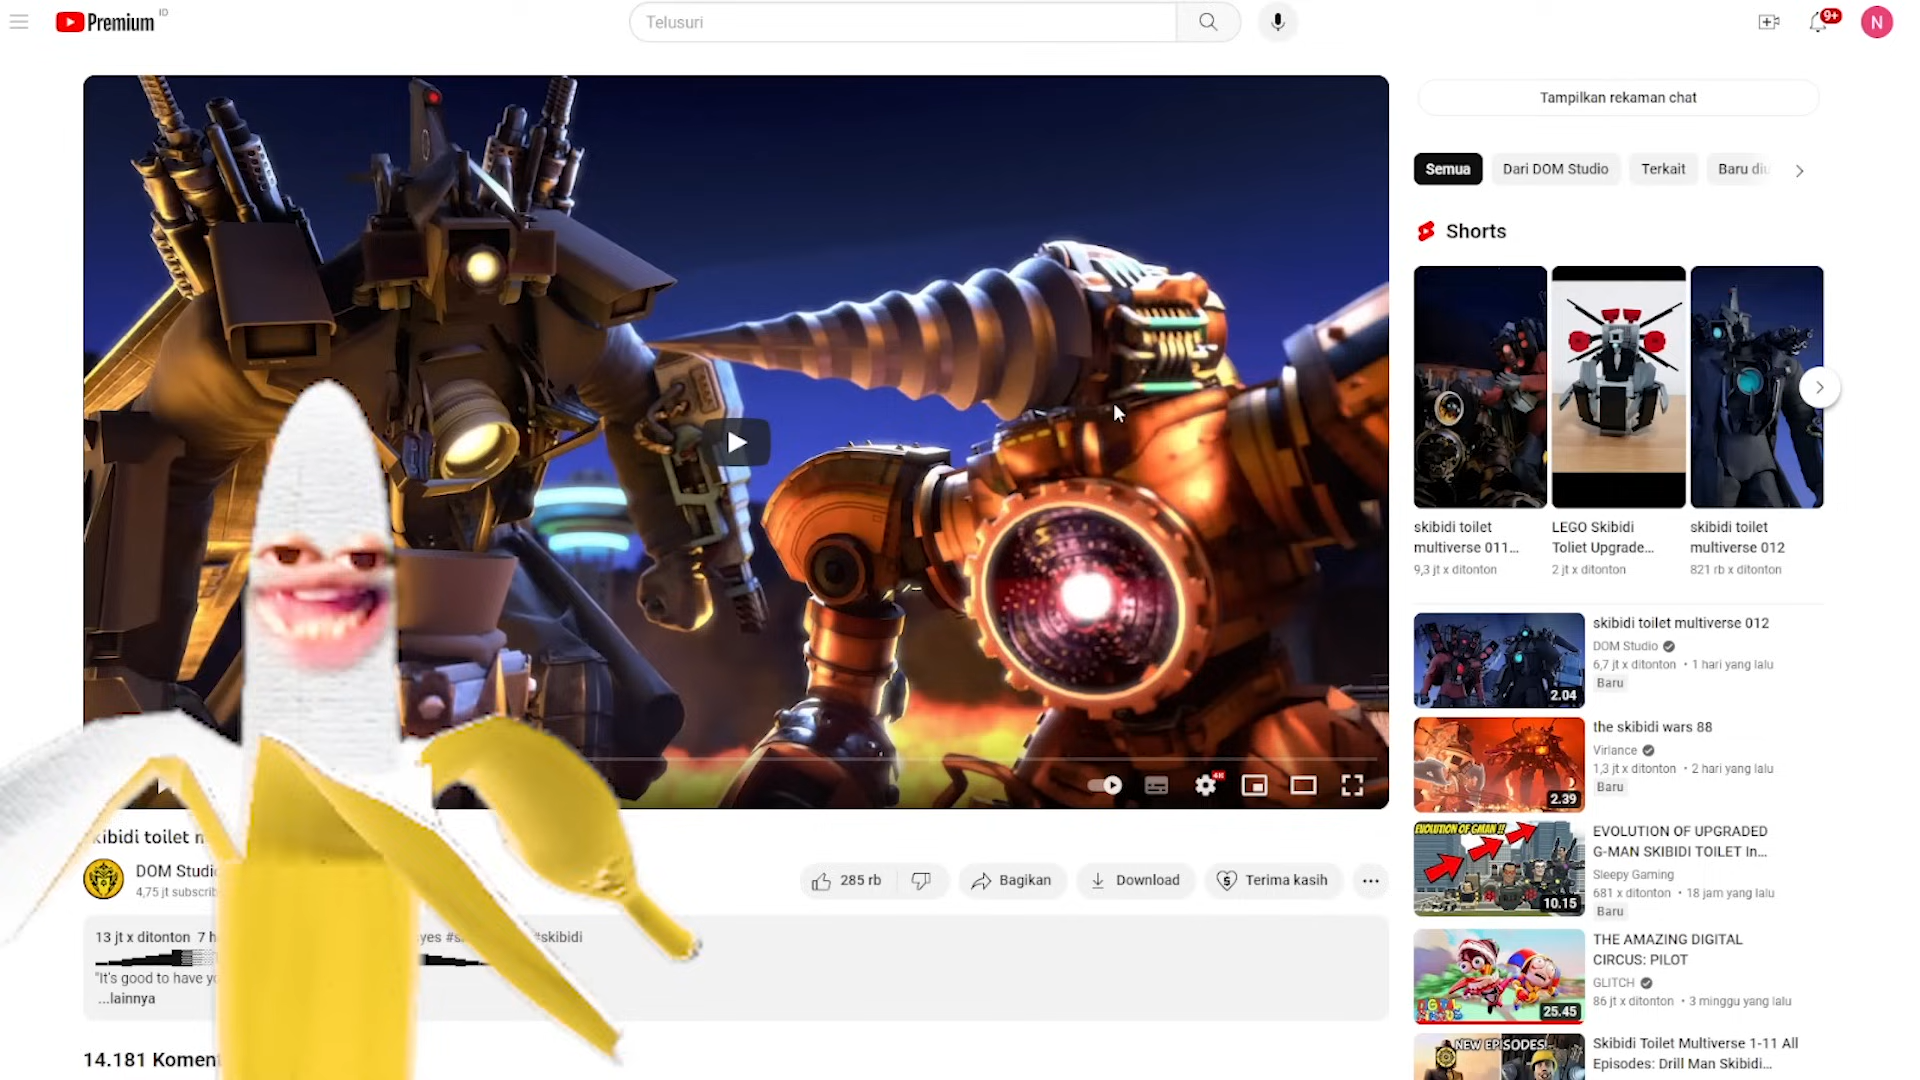 Premium ID
Telusuri
9+
N
Tampilkan rekaman chat
Semua
Dari DOM Studio
Terkait
Baru
Shorts
skibidi toilet
multiverse 011...
9,3 jt x ditonton
LEGO Skibidi
Toliet Upgrade...
2 jt x ditonton
skibidi toilet
multiverse 012
821 rb x ditonton
skibidi toilet multiverse 012
DOM Studio
6,7 jt x ditonton • 1 hari yang lalu
Baru
2.04
the skibidi wars 88
Virlance
1,3 jt x ditonton • 2 hari yang lalu
Baru
2.39
EVOLUTION OF GMAN !!
EVOLUTION OF UPGRADED
G-MAN SKIBIDI TOILET In...
Sleepy Gaming
681 x ditonton • 18 jam yang lalu
Baru
10.15
THE AMAZING DIGITAL
CIRCUS: PILOT
GLITCH
86 jt x ditonton • 3 minggu yang lalu
25.45
NEW EPISODES!
Skibidi Toilet Multiverse 1-11 All
Episodes: Drill Man Skibidi...
4K
toilet
DOM
4,75 jt
285 rb
Bagikan
Download
Terima kasih
13 jt x ditonton 7
#skibidi
"It's good to have
...lainnya
14.181